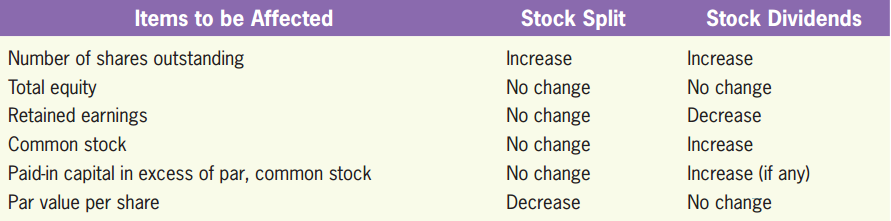 Items to be Affected Stock Split Stock Dividends
Number of shares outstanding Increase Increase
Total equity No change No change
Retained earnings No change Decrease
Common stock No change Increase
Paid-in capital in excess of par, common stock No change Increase (if any)
Par value per share Decrease No change